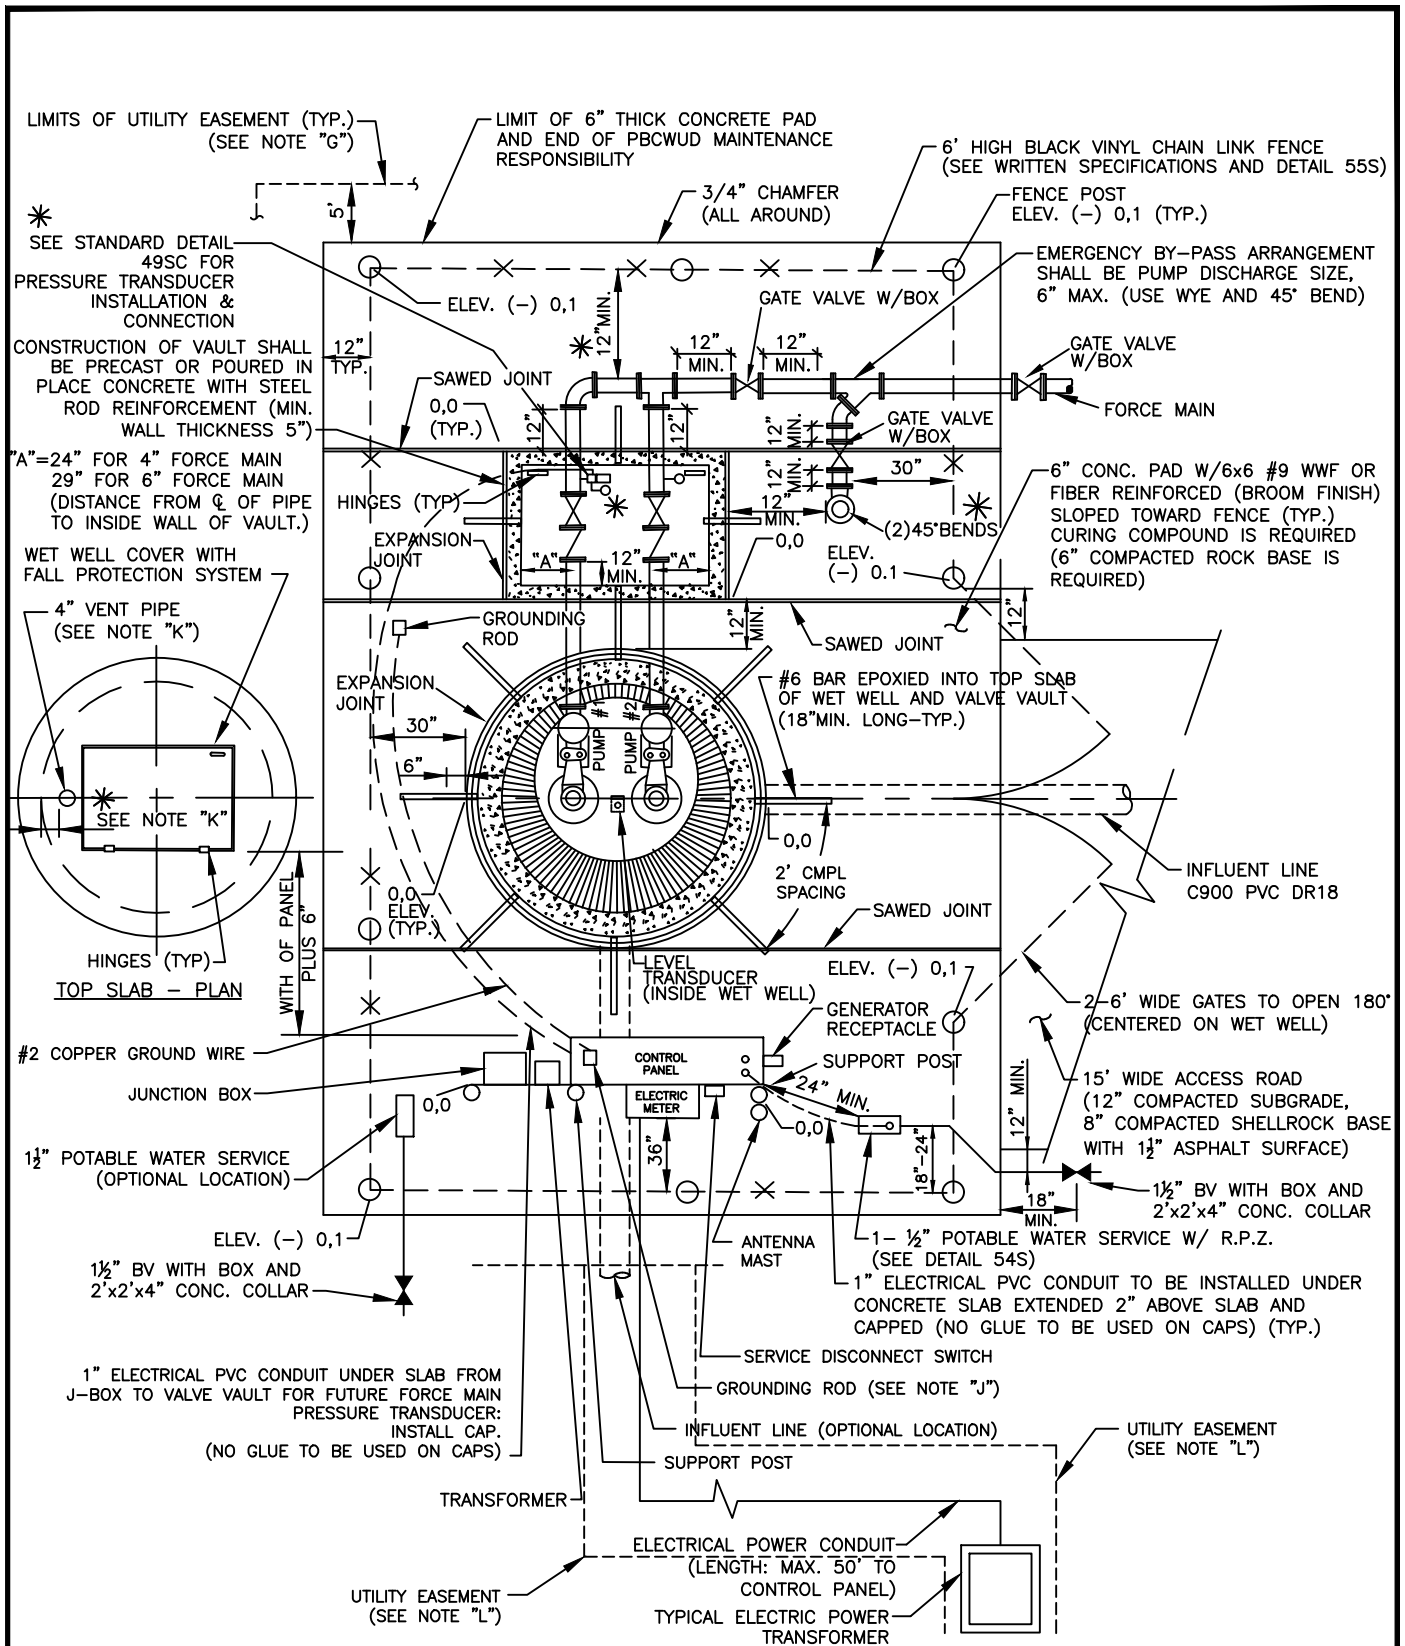 LIMITS OF UTILITY EASEMENT (TYP.)
(SEE NOTE "G")
LIMIT OF 6" THICK CONCRETE PAD
AND END OF PBCWUD MAINTENANCE
RESPONSIBILITY
6' HIGH BLACK VINYL CHAIN LINK FENCE
(SEE WRITTEN SPECIFICATIONS AND DETAIL 55S)
3/4" CHAMFER
(ALL AROUND)
FENCE POST
ELEV. (-) 0,1 (TYP.)
5'
SEE STANDARD DETAIL
49SC FOR
PRESSURE TRANSDUCER
INSTALLATION &
CONNECTION
EMERGENCY BY-PASS ARRANGEMENT
SHALL BE PUMP DISCHARGE SIZE,
6" MAX. (USE WYE AND 45° BEND)
ELEV. (-) 0,1
12"MIN.
GATE VALVE W/BOX
12"
MIN.
12"
MIN.
GATE VALVE
W/BOX
FORCE MAIN
CONSTRUCTION OF VAULT SHALL
BE PRECAST OR POURED IN
PLACE CONCRETE WITH STEEL
ROD REINFORCEMENT (MIN.
WALL THICKNESS 5")
12"
TYP.
SAWED JOINT
0,0
(TYP.)
12"
12"
12"
MIN.
GATE VALVE
W/BOX
"A"=24" FOR 4" FORCE MAIN
29" FOR 6" FORCE MAIN
(DISTANCE FROM ℄ OF PIPE
TO INSIDE WALL OF VAULT.)
HINGES (TYP)
12"
MIN.
30"
12"
MIN.
(2)45°BENDS
6" CONC. PAD W/6x6 #9 WWF OR
FIBER REINFORCED (BROOM FINISH)
SLOPED TOWARD FENCE (TYP.)
CURING COMPOUND IS REQUIRED
(6" COMPACTED ROCK BASE IS
REQUIRED)
EXPANSION
JOINT
"A"
12"
MIN.
"A"
0,0
ELEV.
(-) 0.1
WET WELL COVER WITH
FALL PROTECTION SYSTEM
4" VENT PIPE
(SEE NOTE "K")
GROUNDING
ROD
12"
MIN.
12"
SAWED JOINT
EXPANSION
JOINT
#6 BAR EPOXIED INTO TOP SLAB
OF WET WELL AND VALVE VAULT
(18"MIN. LONG-TYP.)
30"
6"
PUMP #1
PUMP #2
SEE NOTE "K"
0,0
2' CMPL
SPACING
INFLUENT LINE
C900 PVC DR18
0,0
ELEV.
(TYP.)
SAWED JOINT
HINGES (TYP)
TOP SLAB - PLAN
WITH OF PANEL
PLUS 6"
LEVEL
TRANSDUCER
(INSIDE WET WELL)
ELEV. (-) 0,1
GENERATOR
RECEPTACLE
2-6' WIDE GATES TO OPEN 180°
(CENTERED ON WET WELL)
#2 COPPER GROUND WIRE
CONTROL
PANEL
SUPPORT POST
JUNCTION BOX
0,0
ELECTRIC
METER
24" MIN.
0,0
12" MIN.
15' WIDE ACCESS ROAD
(12" COMPACTED SUBGRADE,
8" COMPACTED SHELLROCK BASE
WITH 1½" ASPHALT SURFACE)
1½" POTABLE WATER SERVICE
(OPTIONAL LOCATION)
36"
18"-24"
18"
MIN.
1½" BV WITH BOX AND
2'x2'x4" CONC. COLLAR
ELEV. (-) 0,1
ANTENNA
MAST
1- ½" POTABLE WATER SERVICE W/ R.P.Z.
(SEE DETAIL 54S)
1½" BV WITH BOX AND
2'x2'x4" CONC. COLLAR
1" ELECTRICAL PVC CONDUIT TO BE INSTALLED UNDER
CONCRETE SLAB EXTENDED 2" ABOVE SLAB AND
CAPPED (NO GLUE TO BE USED ON CAPS) (TYP.)
SERVICE DISCONNECT SWITCH
1" ELECTRICAL PVC CONDUIT UNDER SLAB FROM
J-BOX TO VALVE VAULT FOR FUTURE FORCE MAIN
PRESSURE TRANSDUCER:
INSTALL CAP.
(NO GLUE TO BE USED ON CAPS)
GROUNDING ROD (SEE NOTE "J")
INFLUENT LINE (OPTIONAL LOCATION)
UTILITY EASEMENT
(SEE NOTE "L")
SUPPORT POST
TRANSFORMER
ELECTRICAL POWER CONDUIT
(LENGTH: MAX. 50' TO
CONTROL PANEL)
UTILITY EASEMENT
(SEE NOTE "L")
TYPICAL ELECTRIC POWER
TRANSFORMER